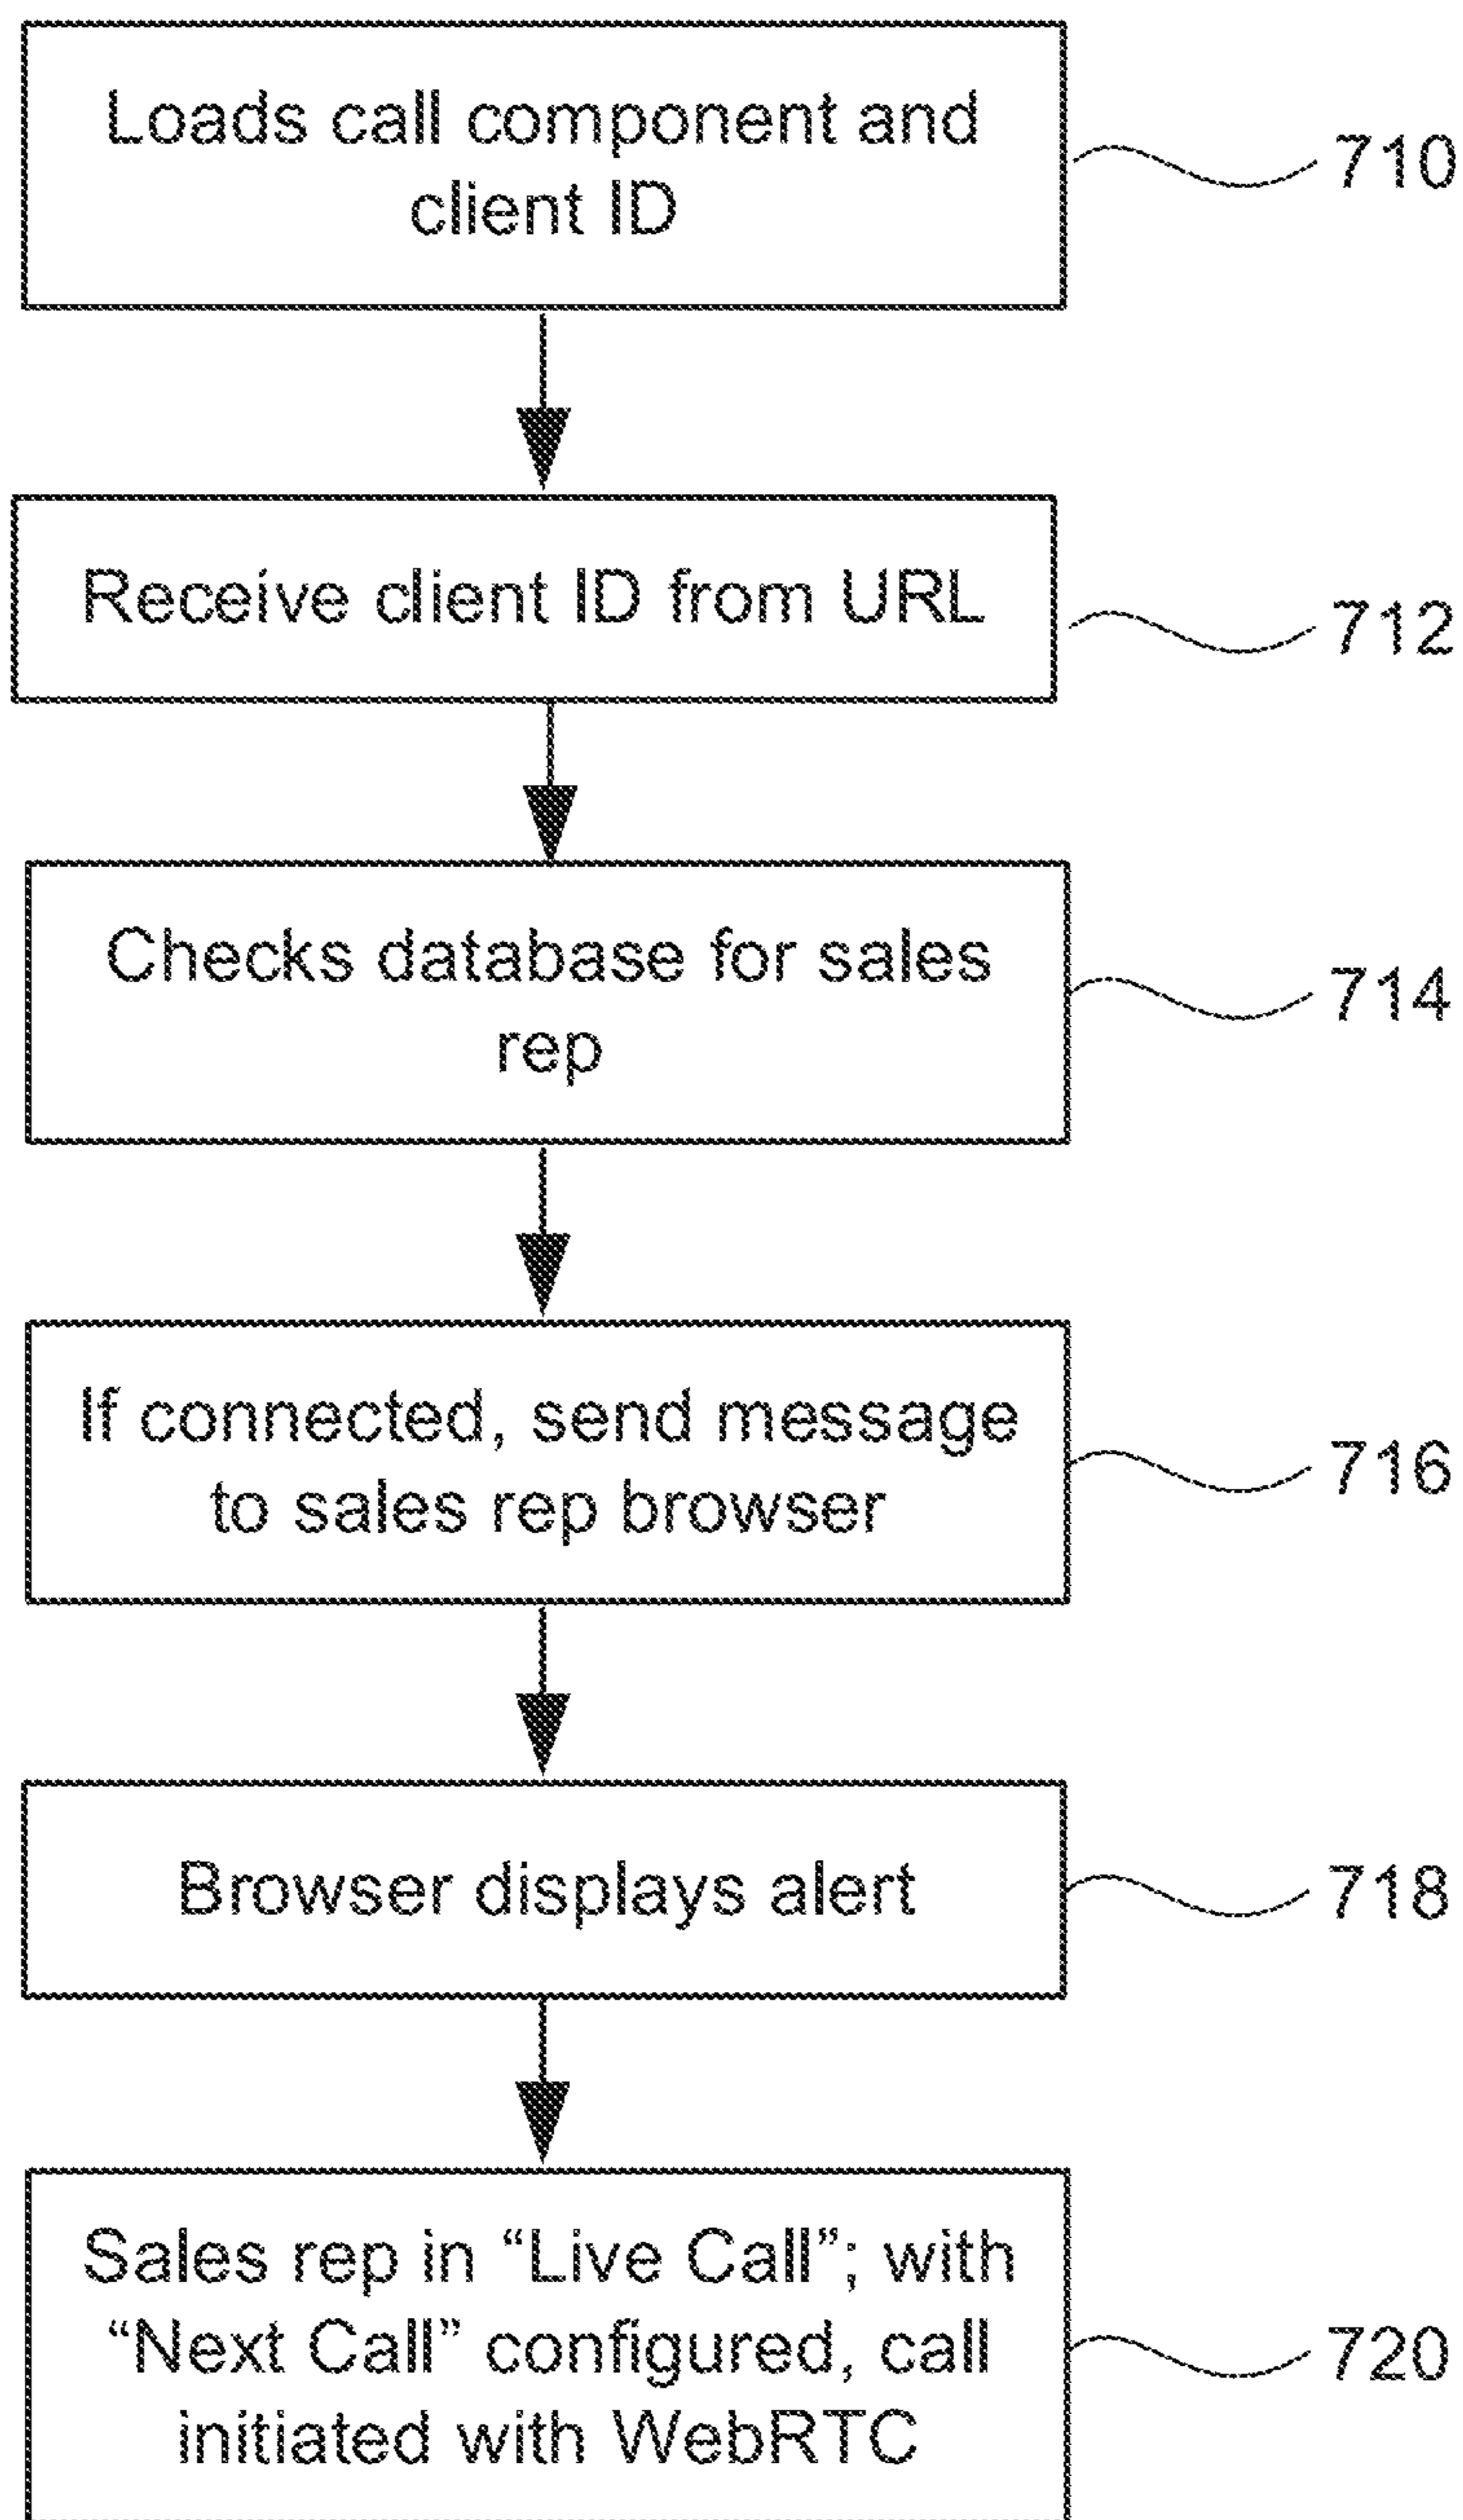 Loads call component and
client ID
710
Receive client ID from URL
712
Checks database for sales
rep
714
If connected, send message
to sales rep browser
716
Browser displays alert
718
Sales rep in “Live Call”; with
“Next Call” configured, call
initiated with WebRTC
720